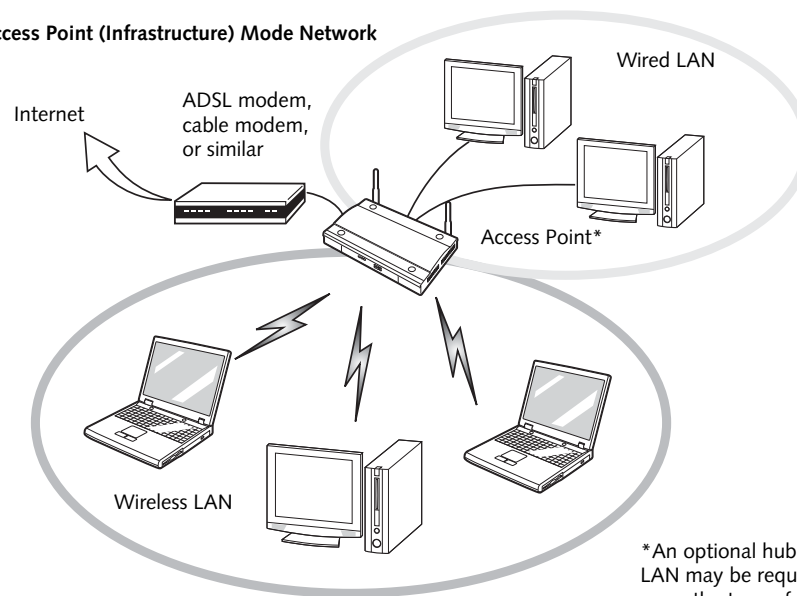 ccess Point (Infrastructure) Mode Network
Wired LAN
Internet
ADSL modem,
cable modem,
or similar
Access Point*
Wireless LAN
*An optional hub
LAN may be requ